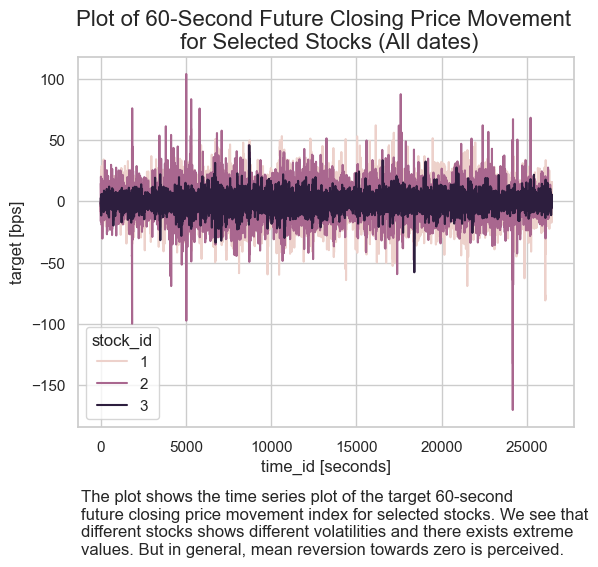 Plot of 60-Second Future Closing Price Movement
for Selected Stocks (All dates)
100
50
0
−50
−100
−150
target [bps]
stock_id
1
2
3
0
5000
10000
15000
20000
25000
time_id [seconds]
The plot shows the time series plot of the target 60-second
future closing price movement index for selected stocks. We see that
different stocks shows different volatilities and there exists extreme
values. But in general, mean reversion towards zero is perceived.